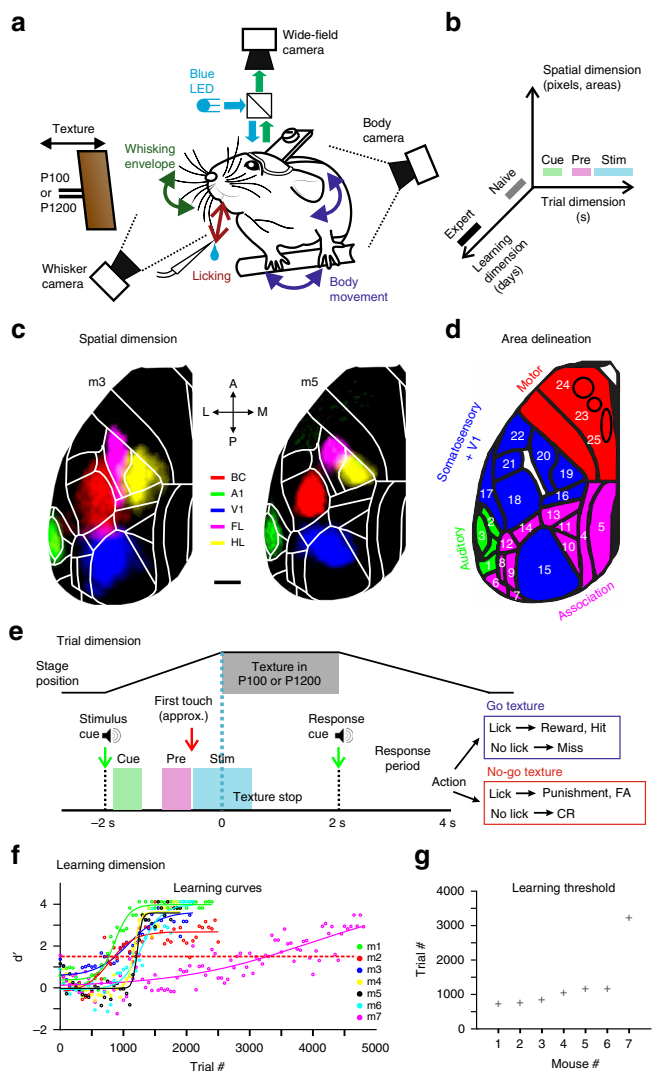 a
Wide-field
camera
Blue
LED
Texture
P100
or
P1200
Whisking
envelope
Body
camera
Whisker
camera
Licking
Body
movement
b
Spatial dimension
(pixels, areas)
Cue Pre Stim
Naive
Trial dimension
(s)
Expert
Learning
dimension
(days)
c
Spatial dimension
m3
A
L M
P
m5
BC
A1
V1
FL
HL
d
Area delineation
Motor
Somatosensory
+ V1
Auditory
Association
24
23
25
22
20
21
19
17
18
16
13
2
14
11
5
3
12
4
10
1
8
9
15
6
7
e
Trial dimension
Stage
position
Texture in
P100 or P1200
First touch
(approx.)
Stimulus
cue
Response
cue
Cue Pre Stim
Texture stop
Response
period
Action
−2 s 0 2 s 4 s
Go texture
Lick Reward, Hit
No lick Miss
No-go texture
Lick Punishment, FA
No lick CR
f
Learning dimension
Learning curves
d′
4
2
0
−2
0 1000 2000 3000 4000 5000
Trial #
m1
m2
m3
m4
m5
m6
m7
g
Learning threshold
Trial #
4000
3000
2000
1000
0
1 2 3 4 5 6 7
Mouse #